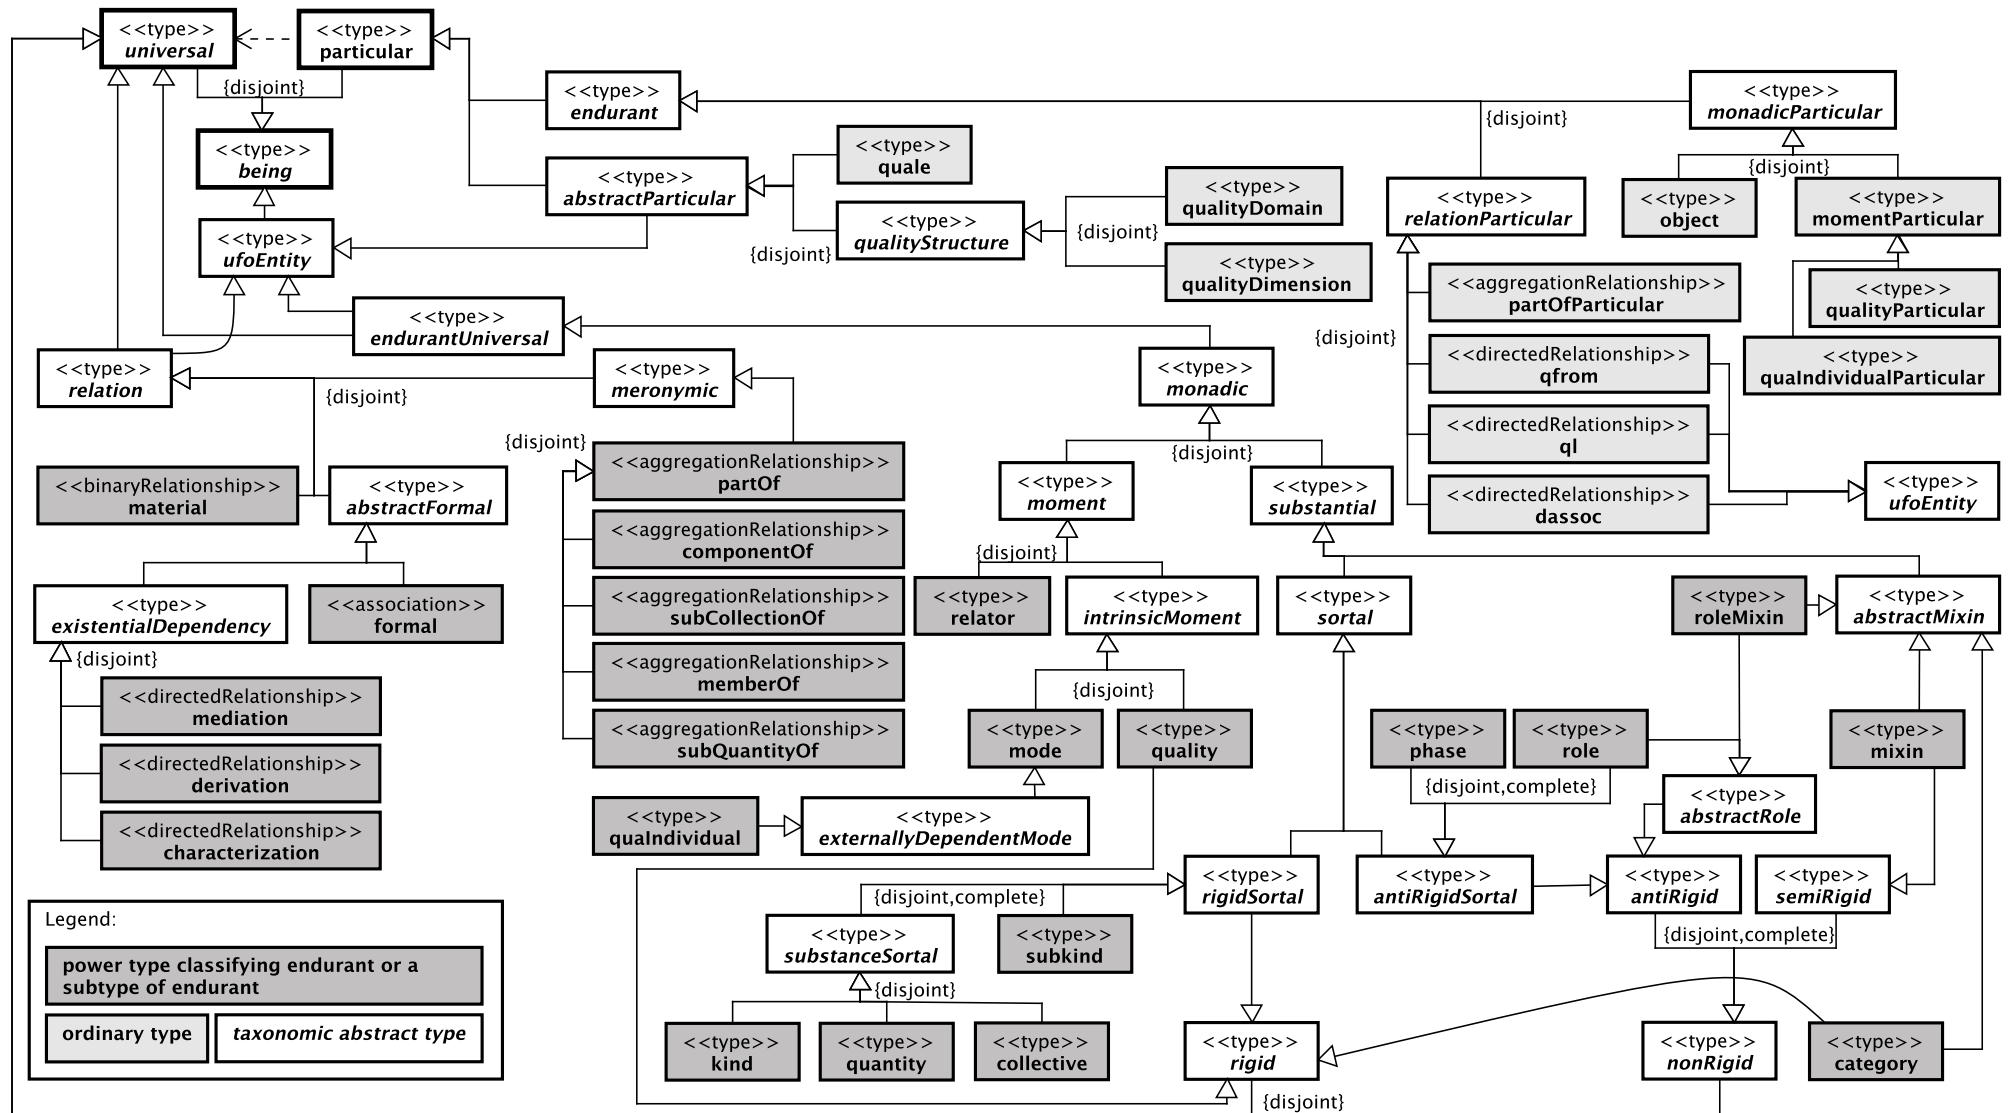 <<type>>
universal
<<type>>
particular
{disjoint}
<<type>>
being
<<type>>
ufoEntity
<<type>>
endurant
<<type>>
abstractParticular
<<type>>
quale
<<type>>
qualityStructure
{disjoint}
<<type>>
qualityDomain
{disjoint}
<<type>>
qualityDimension
<<type>>
monadicParticular
{disjoint}
{disjoint}
<<type>>
relationParticular
<<type>>
object
<<type>>
momentParticular
<<type>>
qualityParticular
<<type>>
quaIndividualParticular
<<aggregationRelationship>>
partOfParticular
{disjoint}
<<directedRelationship>>
qfrom
<<directedRelationship>>
ql
<<directedRelationship>>
dassoc
<<type>>
ufoEntity
<<type>>
endurantUniversal
<<type>>
relation
{disjoint}
<<type>>
meronymic
<<type>>
monadic
{disjoint}
<<binaryRelationship>>
material
<<type>>
abstractFormal
<<type>>
existentialDependency
<<association>>
formal
{disjoint}
<<directedRelationship>>
mediation
<<directedRelationship>>
derivation
<<directedRelationship>>
characterization
{disjoint}
<<aggregationRelationship>>
partOf
<<aggregationRelationship>>
componentOf
<<aggregationRelationship>>
subCollectionOf
<<aggregationRelationship>>
memberOf
<<aggregationRelationship>>
subQuantityOf
<<type>>
moment
<<type>>
substantial
{disjoint}
<<type>>
relator
<<type>>
intrinsicMoment
<<type>>
sortal
<<type>>
roleMixin
<<type>>
abstractMixin
{disjoint}
<<type>>
mode
<<type>>
quality
<<type>>
phase
<<type>>
role
<<type>>
mixin
{disjoint,complete}
<<type>>
abstractRole
<<type>>
quaIndividual
<<type>>
externallyDependentMode
<<type>>
rigidSortal
<<type>>
antiRigidSortal
<<type>>
antiRigid
<<type>>
semiRigid
{disjoint,complete}
{disjoint,complete}
<<type>>
substanceSortal
<<type>>
subkind
{disjoint}
<<type>>
kind
<<type>>
quantity
<<type>>
collective
<<type>>
rigid
<<type>>
nonRigid
<<type>>
category
{disjoint}
Legend:
power type classifying endurant or a
subtype of endurant
ordinary type
taxonomic abstract type